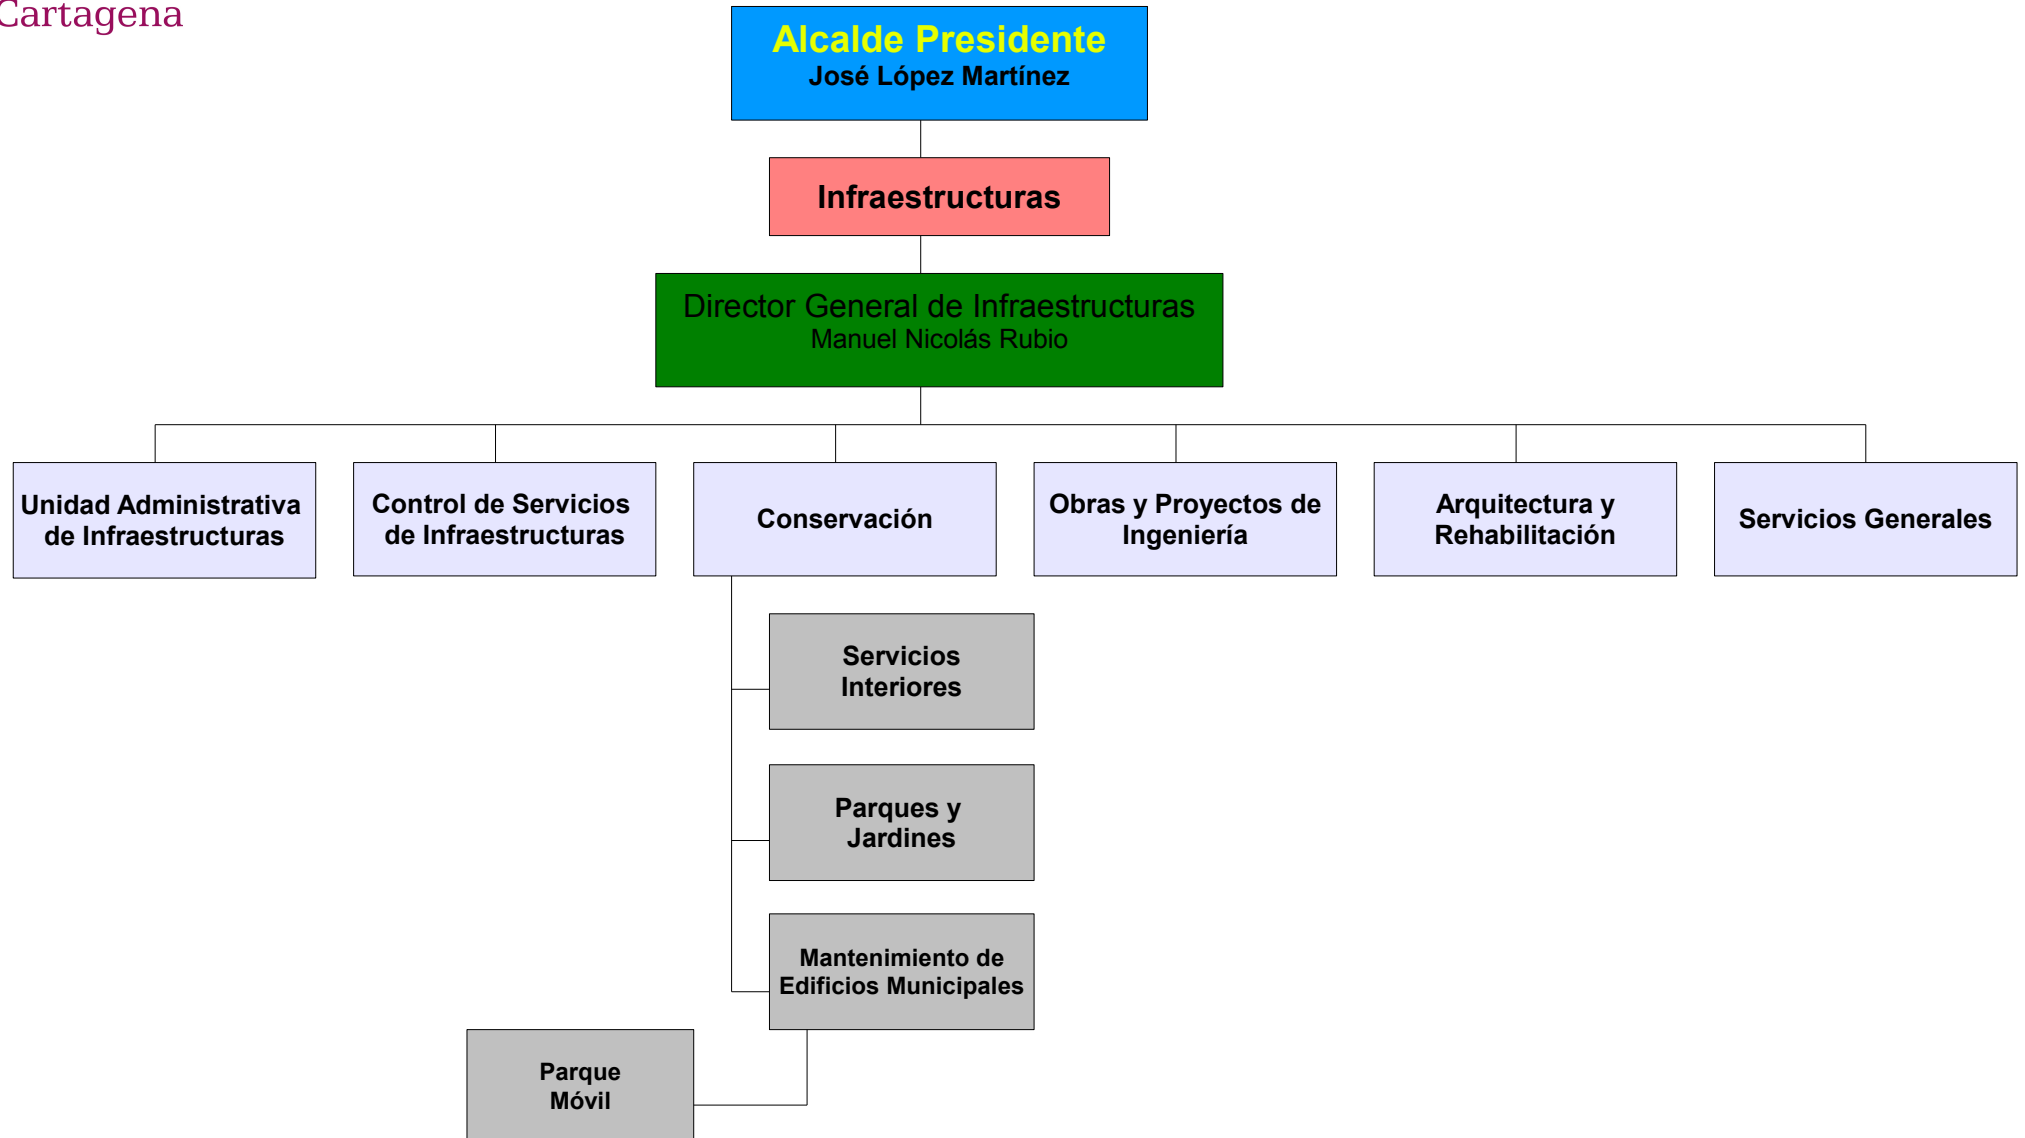 Cartagena
Alcalde Presidente
José López Martínez
Infraestructuras
Director General de Infraestructuras
Manuel Nicolás Rubio
Unidad Administrativa
de Infraestructuras
Control de Servicios
de Infraestructuras
Conservación
Obras y Proyectos de
Ingeniería
Arquitectura y
Rehabilitación
Servicios Generales
Servicios
Interiores
Parques y
Jardines
Mantenimiento de
Edificios Municipales
Parque
Móvil